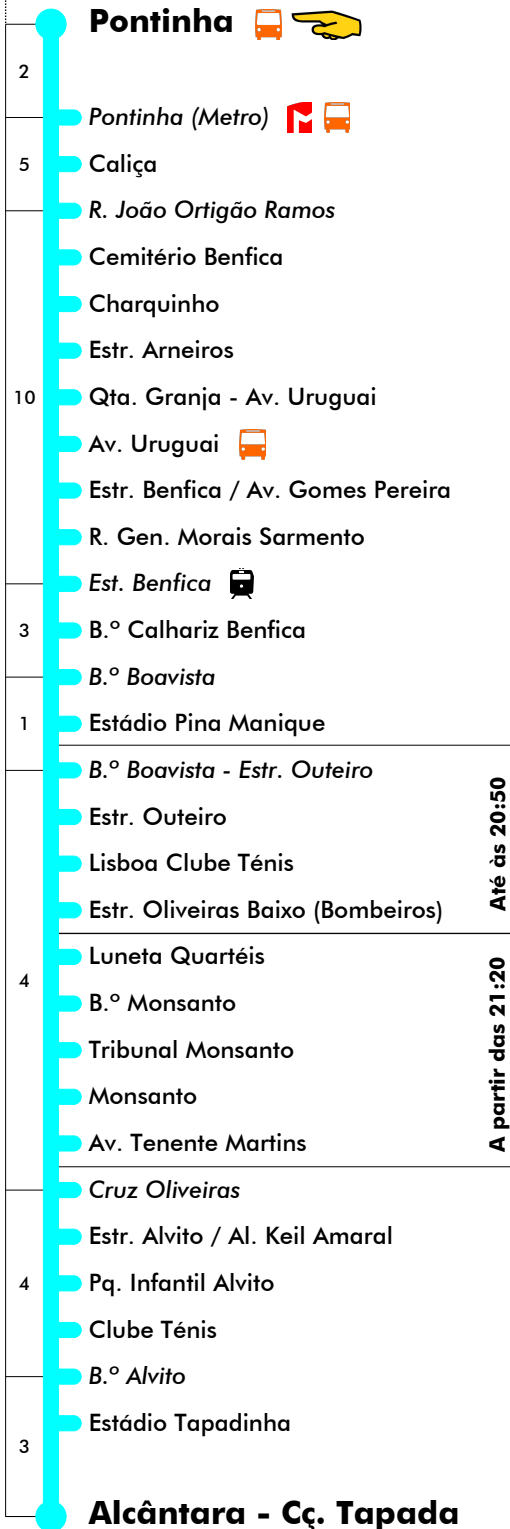 Pontinha
2
Pontinha (Metro)
5
Caliça
R. João Ortigão Ramos
Cemitério Benfica
Charquinho
Estr. Arneiros
10
Qta. Granja - Av. Uruguai
Av. Uruguai
Estr. Benfica / Av. Gomes Pereira
R. Gen. Morais Sarmento
Est. Benfica
3
B.º Calhariz Benfica
B.º Boavista
1
Estádio Pina Manique
B.º Boavista - Estr. Outeiro
Estr. Outeiro
Lisboa Clube Ténis
Estr. Oliveiras Baixo (Bombeiros)
Até às 20:50
Luneta Quartéis
4
B.º Monsanto
Tribunal Monsanto
Monsanto
Av. Tenente Martins
A partir das 21:20
Cruz Oliveiras
Estr. Alvito / Al. Keil Amaral
4
Pq. Infantil Alvito
Clube Ténis
B.º Alvito
Estádio Tapadinha
3
Alcântara - Cç. Tapada